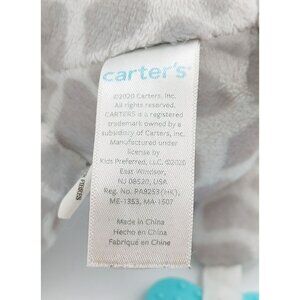 carter's®
©2020 Carters, Inc.
All rights reserved.
CARTER'S is a registered
trademark owned by a
subsidiary of Carters, Inc.
Manufactured under
license by
Kids Preferred, LLC. ©2020
East Windsor,
NJ 08520, USA
Reg. No. PA9253(HK),
ME-1353, MA-1507
Made in China
Hecho en China
Fabriqué en Chine